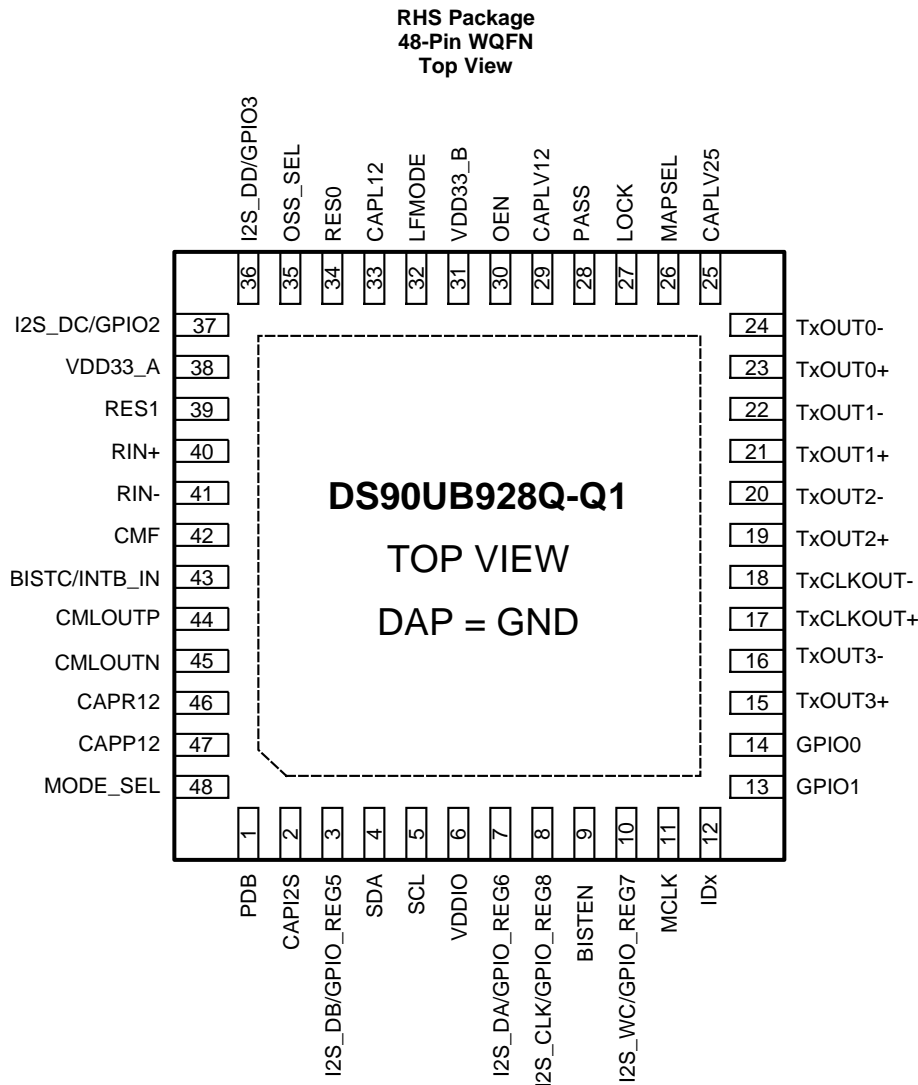 RHS Package
48-Pin WQFN
Top View
I2S_DD/GPIO3
OSS_SEL
RES0
CAPL12
LFMODE
VDD33_B
OEN
CAPLV12
PASS
LOCK
MAPSEL
CAPLV25
36
35
34
33
32
31
30
29
28
27
26
25
I2S_DC/GPIO2 37
VDD33_A 38
RES1 39
RIN+ 40
RIN- 41
CMF 42
BISTC/INTB_IN 43
CMLOUTP 44
CMLOUTN 45
CAPR12 46
CAPP12 47
MODE_SEL 48
DS90UB928Q-Q1
TOP VIEW
DAP = GND
24 TxOUT0-
23 TxOUT0+
22 TxOUT1-
21 TxOUT1+
20 TxOUT2-
19 TxOUT2+
18 TxCLKOUT-
17 TxCLKOUT+
16 TxOUT3-
15 TxOUT3+
14 GPIO0
13 GPIO1
1
2
3
4
5
6
7
8
9
10
11
12
PDB
CAPI2S
I2S_DB/GPIO_REG5
SDA
SCL
VDDIO
I2S_DA/GPIO_REG6
I2S_CLK/GPIO_REG8
BISTEN
I2S_WC/GPIO_REG7
MCLK
IDx